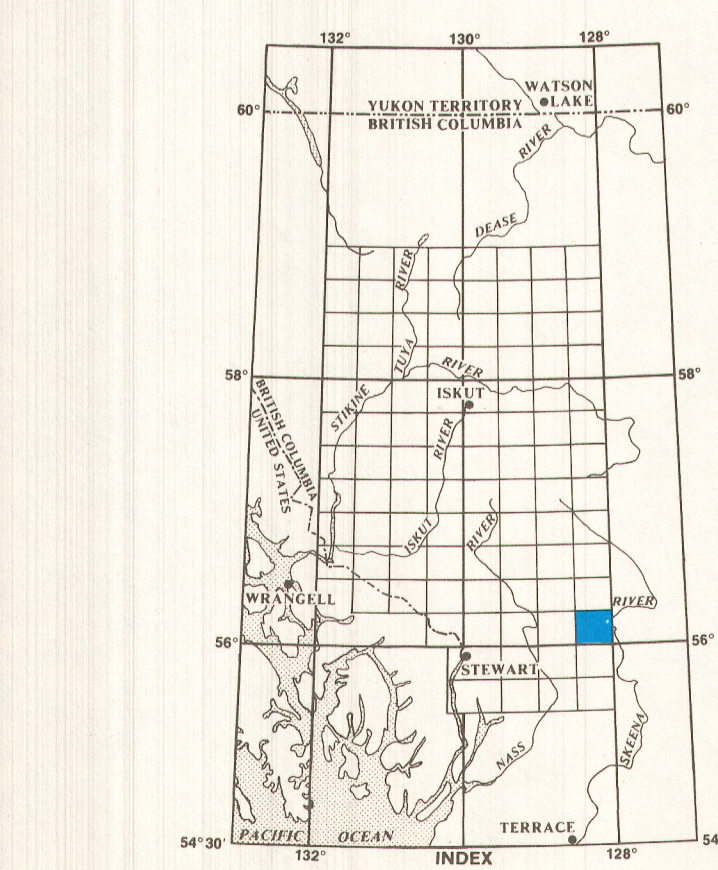 132° 130° 128°
WATSON
LAKE
60° YUKON TERRITORY 60°
BRITISH COLUMBIA
RIVER
DEASE
RIVER
TUYA
RIVER
58° 58°
STIKINE
ISKUT
BRITISH COLUMBIA
UNITED STATES
RIVER
ISKUT
RIVER
WRANGELL
RIVER
56° 56°
STEWART
SKEENA
NASS
TERRACE
PACIFIC OCEAN
54°30' 54
132° INDEX 128°